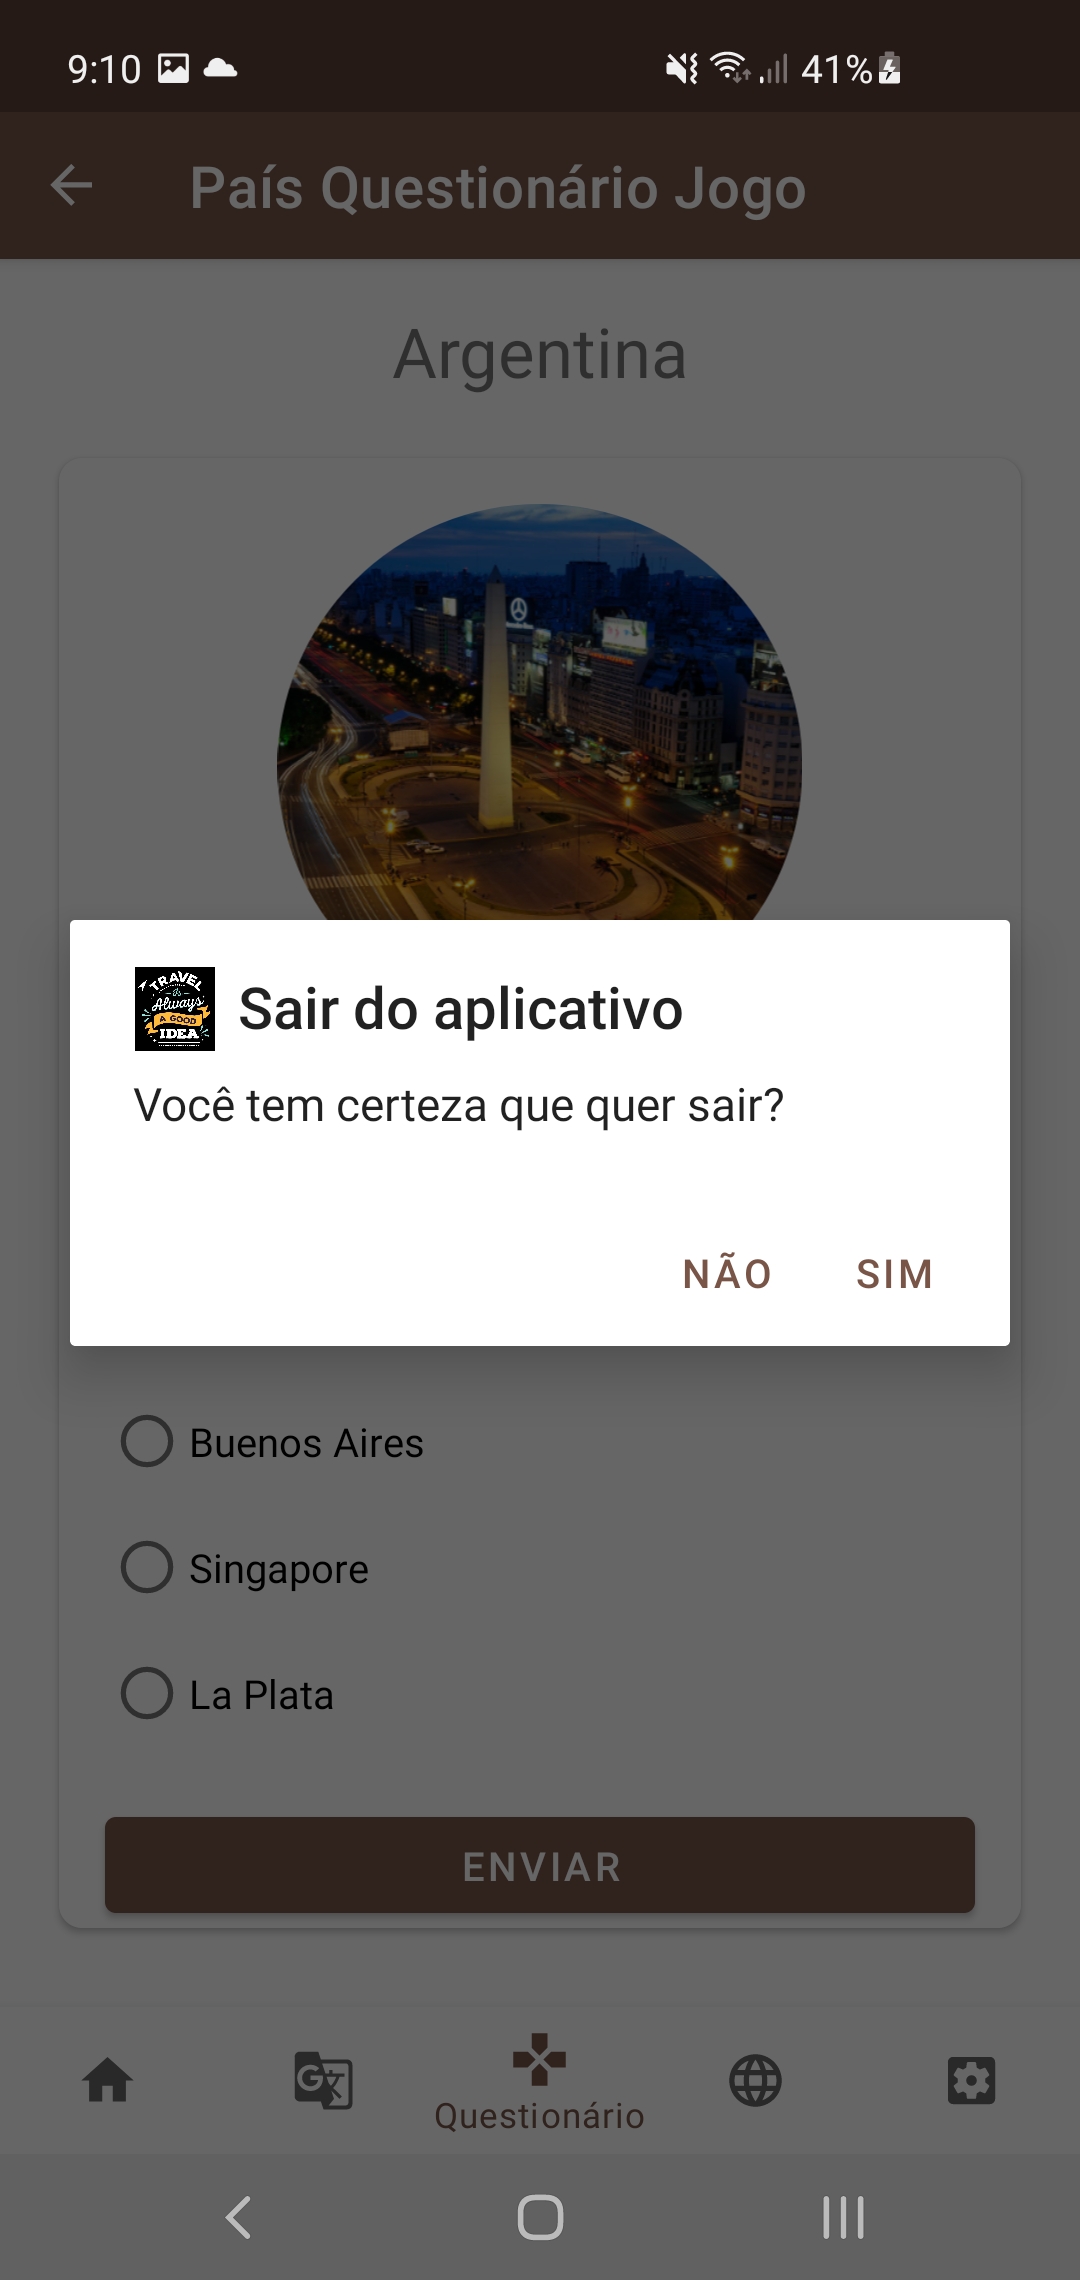 9:10
41%
País Questionário Jogo
Argentina
TRAVEL
is
Always
A GOOD
IDEA
Sair do aplicativo
Você tem certeza que quer sair?
NÃO SIM
Buenos Aires
Singapore
La Plata
ENVIAR
Questionário